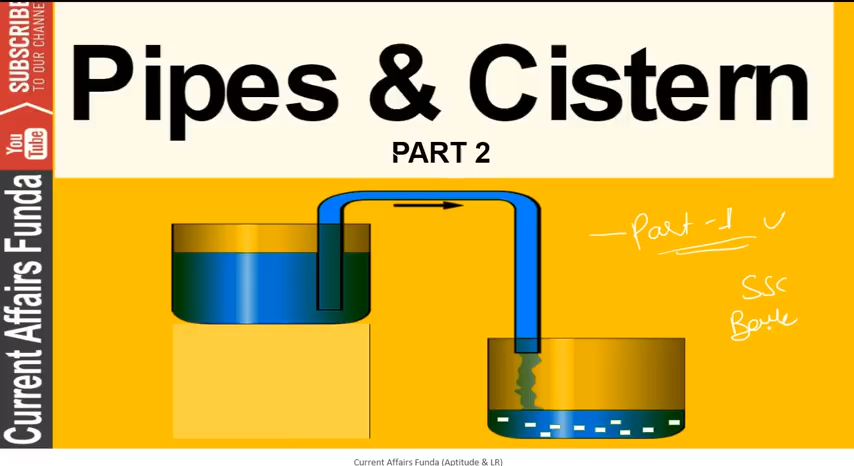 SUBSCRIBE
TO OUR CHANNE
You
Tube
Current Affairs Funda
Pipes & Cistern
PART 2
— Part-1 ✓
SSC
Bank
Current Affairs Funda (Aptitude & LR)